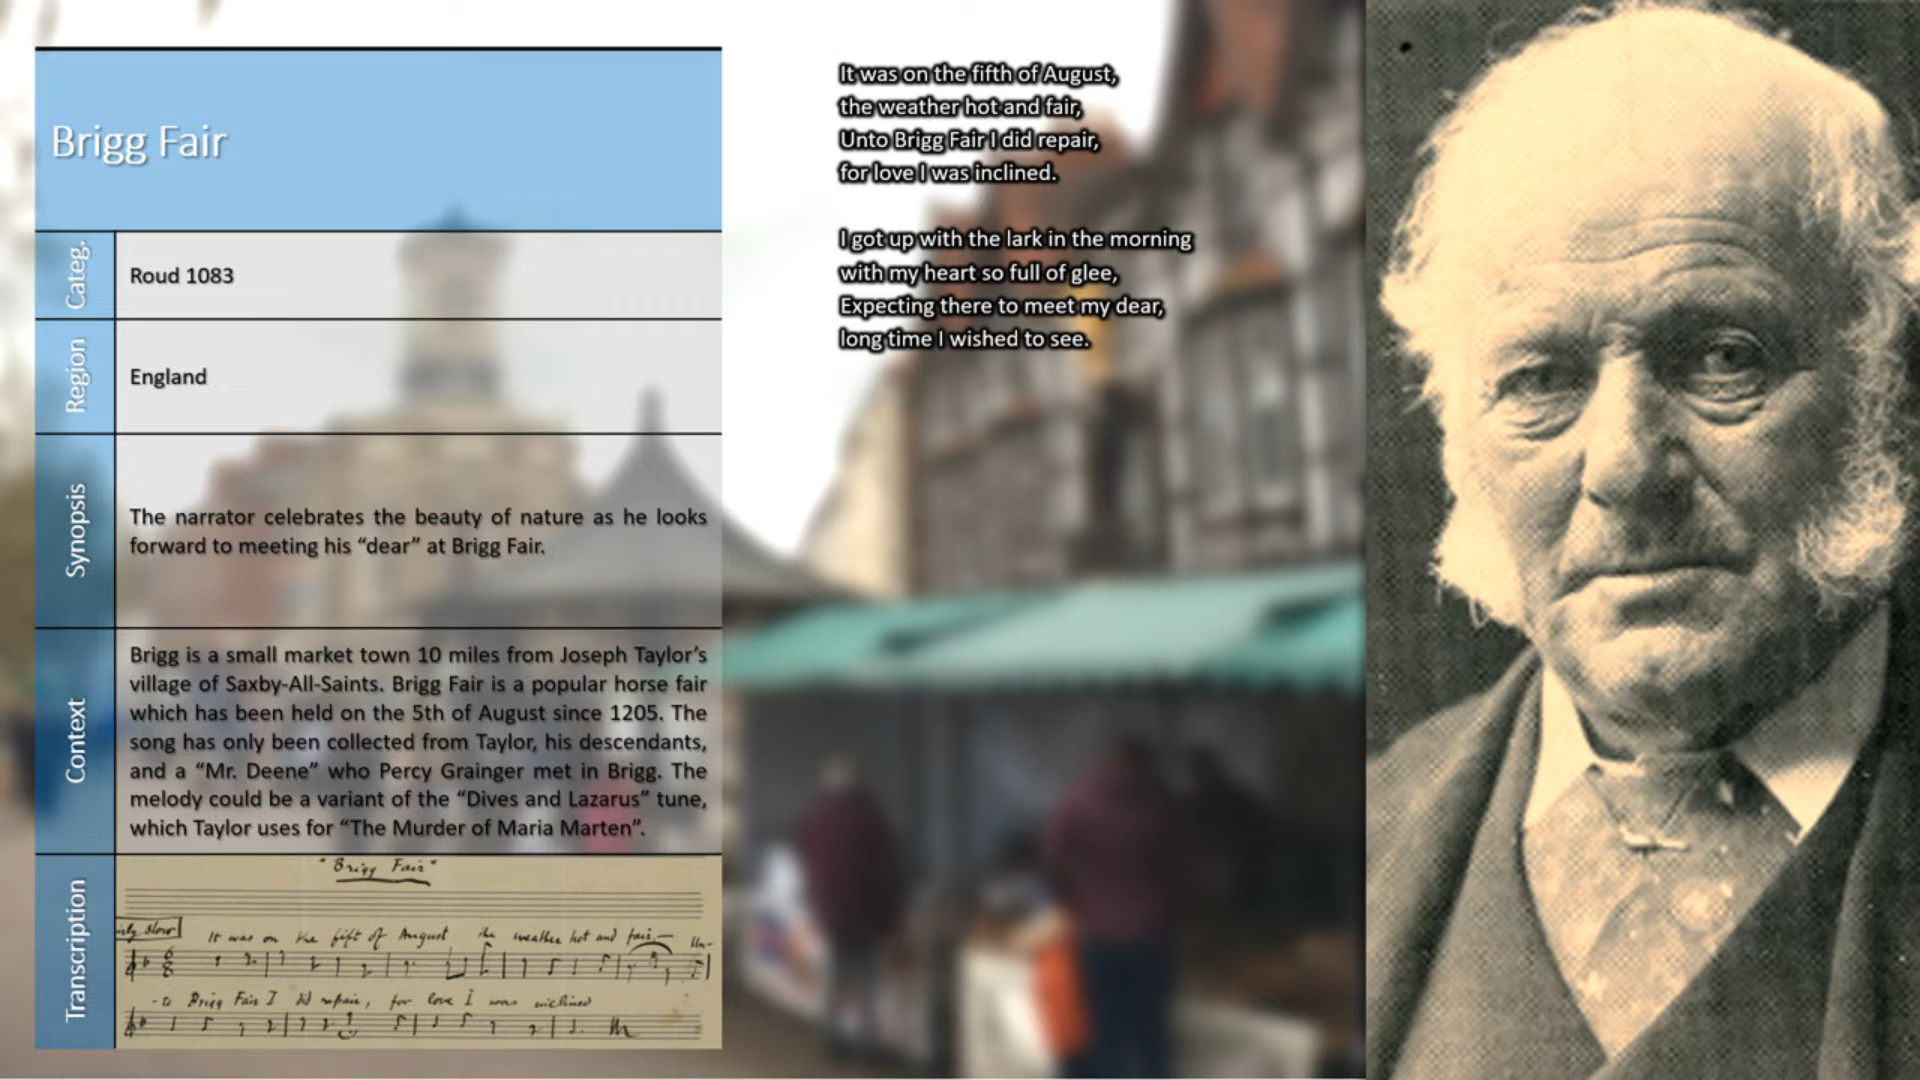 Brigg Fair
Categ.
Roud 1083
Region
England
Synopsis
The narrator celebrates the beauty of nature as he looks
forward to meeting his “dear” at Brigg Fair.
Context
Brigg is a small market town 10 miles from Joseph Taylor’s
village of Saxby-All-Saints. Brigg Fair is a popular horse fair
which has been held on the 5th of August since 1205. The
song has only been collected from Taylor, his descendants,
and a “Mr. Deene” who Percy Grainger met in Brigg. The
melody could be a variant of the “Dives and Lazarus” tune,
which Taylor uses for “The Murder of Maria Marten”.
Transcription
"Brigg Fair"
slow
It was on the fift of August the weather hot and fair,— Un-
6
8
-to Brigg Fair I did repair, for love I was inclined
It was on the fifth of August,
the weather hot and fair,
Unto Brigg Fair I did repair,
for love I was inclined.
I got up with the lark in the morning
with my heart so full of glee,
Expecting there to meet my dear,
long time I wished to see.